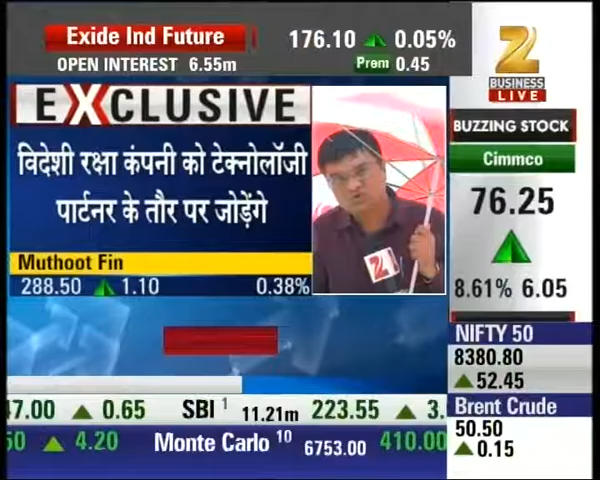 Exide Ind Future
176.10 0.05%
OPEN INTEREST 6.55m
Prem 0.45
Z
BUSINESS
LIVE
EXCLUSIVE
विदेशी रक्षा कंपनी को टेक्नोलॉजी
पार्टनर के तौर पर जोड़ेंगे
BUZZING STOCK
Cimmco
76.25
8.61% 6.05
Muthoot Fin
288.50 1.10 0.38%
NIFTY 50
8380.80
52.45
Brent Crude
50.50
0.15
47.00 0.65 SBI 1 11.21m 223.55 3.
50 4.20 Monte Carlo 10 6753.00 410.00